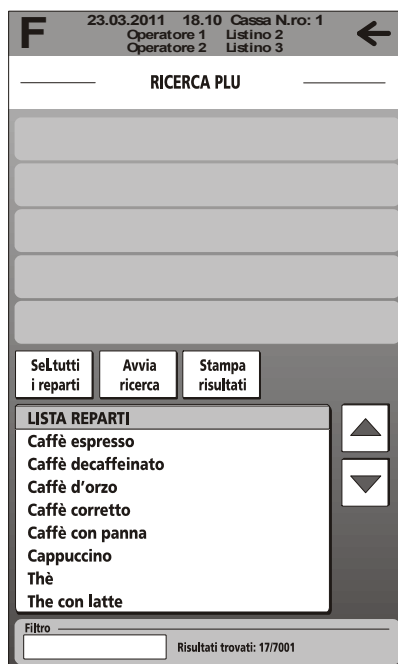 F
23.03.2011 18.10 Cassa N.ro: 1
Operatore 1 Listino 2
Operatore 2 Listino 3
RICERCA PLU
Sel.tutti
i reparti
Avvia
ricerca
Stampa
risultati
LISTA REPARTI
Caffè espresso
Caffè decaffeinato
Caffè d'orzo
Caffè corretto
Caffè con panna
Cappuccino
Thè
The con latte
Filtro
Risultati trovati: 17/7001